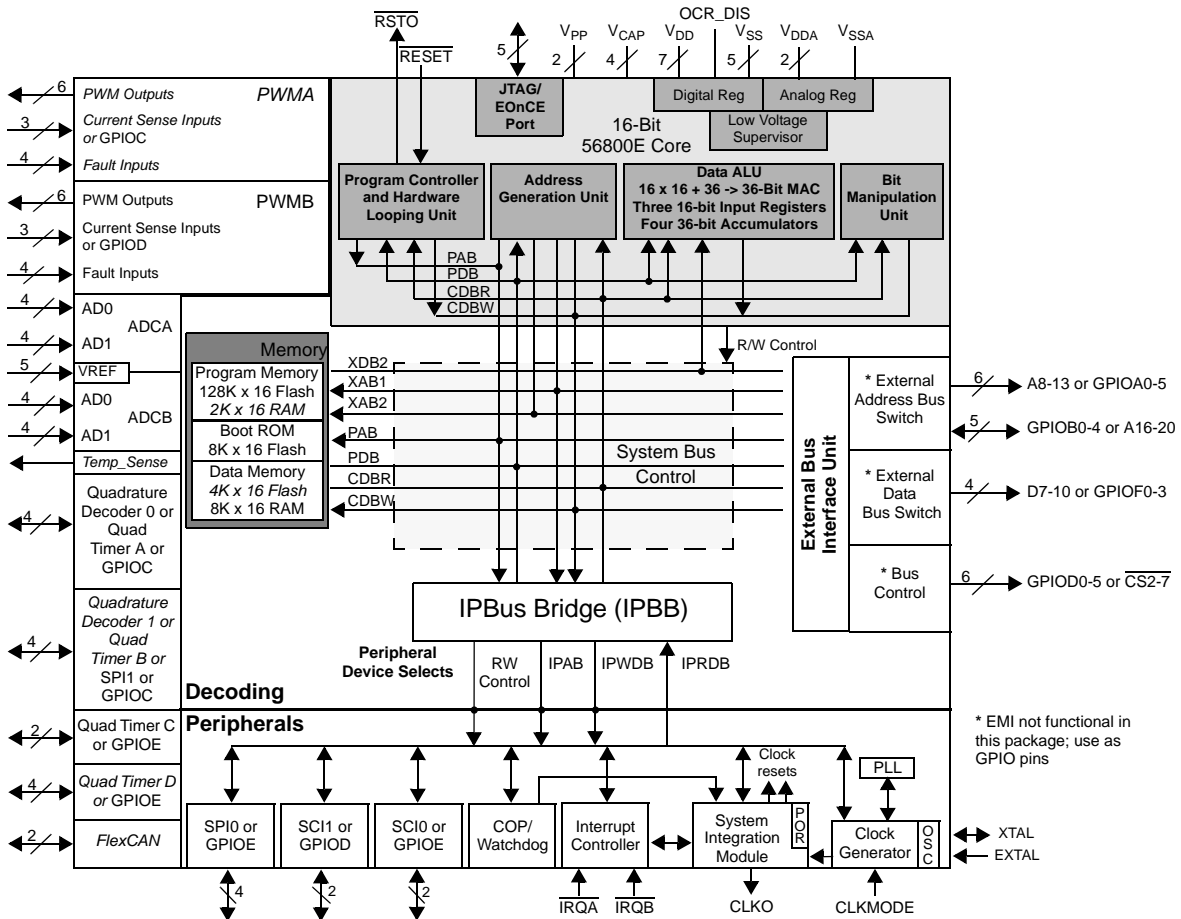 RSTO
RESET
5
V_PP
2
V_CAP
4
V_DD
7
OCR_DIS
V_SS
5
V_DDA
2
V_SSA
JTAG/
EOnCE
Port
Digital Reg
Analog Reg
Low Voltage
Supervisor
16-Bit
56800E Core
Program Controller
and Hardware
Looping Unit
Address
Generation Unit
Data ALU
16 x 16 + 36 -> 36-Bit MAC
Three 16-bit Input Registers
Four 36-bit Accumulators
Bit
Manipulation
Unit
PAB
PDB
CDBR
CDBW
6
PWM Outputs
PWMA
3
Current Sense Inputs
or GPIOC
4
Fault Inputs
6
PWM Outputs
PWMB
3
Current Sense Inputs
or GPIOD
4
Fault Inputs
4
AD0
ADCA
4
AD1
5
VREF
4
AD0
ADCB
4
AD1
Temp_Sense
4
Quadrature
Decoder 0 or
Quad
Timer A or
GPIOC
4
Quadrature
Decoder 1 or
Quad
Timer B or
SPI1 or
GPIOC
2
Quad Timer C
or GPIOE
4
Quad Timer D
or GPIOE
2
FlexCAN
Memory
Program Memory
128K x 16 Flash
2K x 16 RAM
Boot ROM
8K x 16 Flash
Data Memory
4K x 16 Flash
8K x 16 RAM
XDB2
XAB1
XAB2
PAB
PDB
CDBR
CDBW
System Bus
Control
R/W Control
External Bus
Interface Unit
* External
Address Bus
Switch
* External
Data
Bus Switch
* Bus
Control
6
A8-13 or GPIOA0-5
5
GPIOB0-4 or A16-20
4
D7-10 or GPIOF0-3
6
GPIOD0-5 or CS2-7
IPBus Bridge (IPBB)
Peripheral
Device Selects
RW
Control
IPAB
IPWDB
IPRDB
Decoding
Peripherals
* EMI not functional in
this package; use as
GPIO pins
Clock
resets
PLL
SPI0 or
GPIOE
SCI1 or
GPIOD
SCI0 or
GPIOE
COP/
Watchdog
Interrupt
Controller
System
Integration
Module
POR
Clock
Generator
OSC
XTAL
EXTAL
4
2
2
IRQA
IRQB
CLKO
CLKMODE